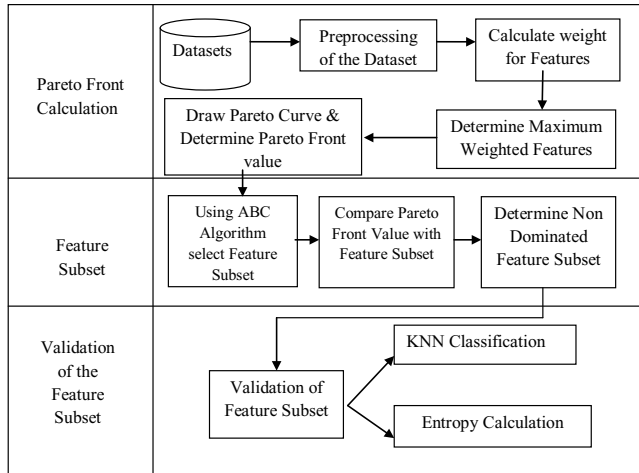 Pareto Front
Calculation
Datasets
Preprocessing
of the Dataset
Calculate weight
for Features
Determine Maximum
Weighted Features
Draw Pareto Curve &
Determine Pareto Front
value
Feature
Subset
Using ABC
Algorithm
select Feature
Subset
Compare Pareto
Front Value with
Feature Subset
Determine Non
Dominated
Feature Subset
Validation
of the
Feature
Subset
Validation of
Feature Subset
KNN Classification
Entropy Calculation